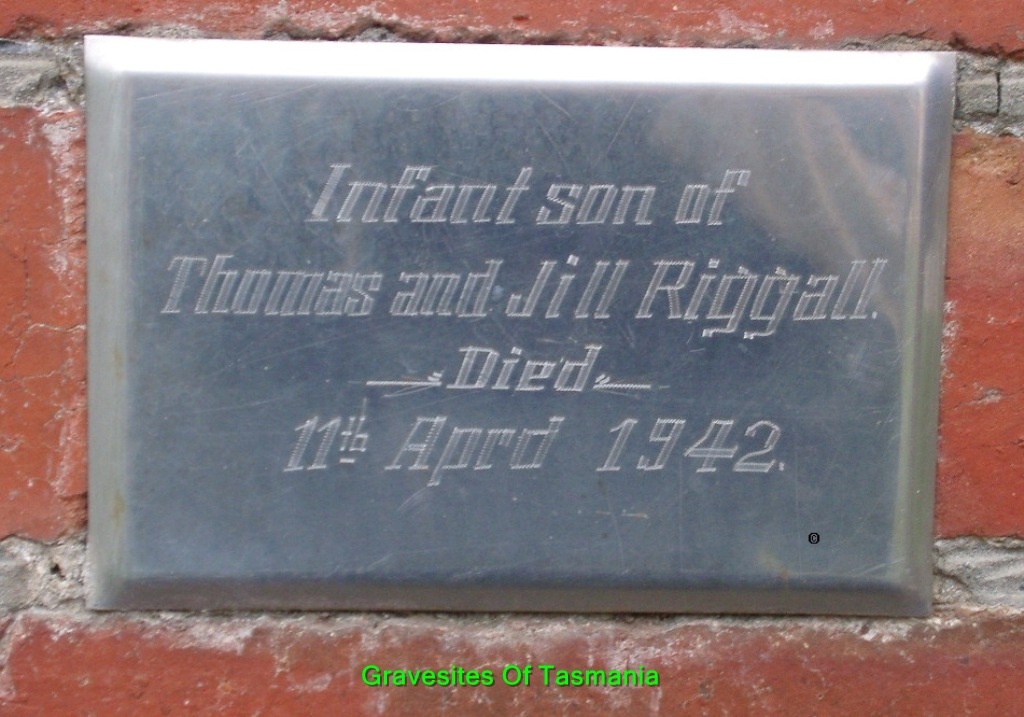 Infant son of
Thomas and Jill Riggall.
Died
11th April 1942.
©
Gravesites Of Tasmania